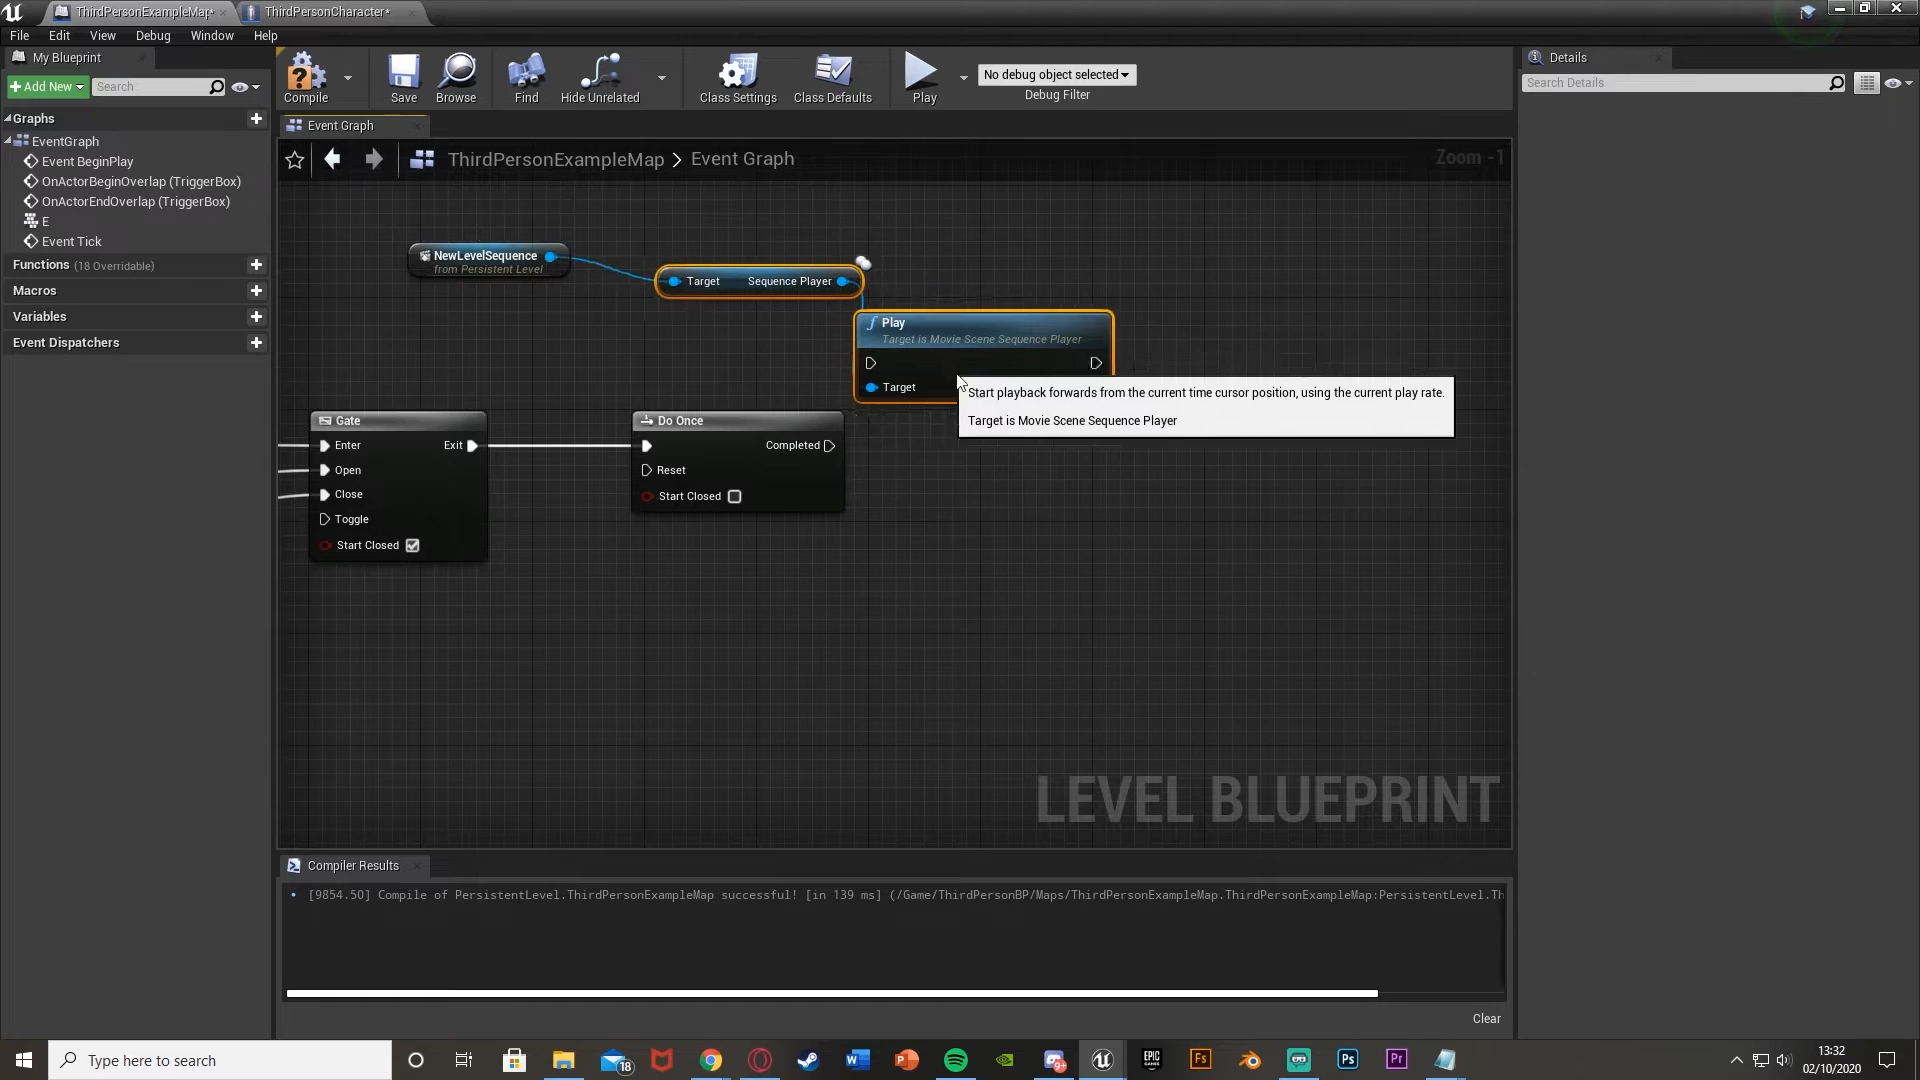 ThirdPersonExampleMap*
ThirdPersonCharacter*
File Edit View Debug Window Help
My Blueprint
Add New
Search
Compile
Save
Browse
Find
Hide Unrelated
Class Settings
Class Defaults
Play
No debug object selected
Debug Filter
Details
Search Details
Graphs
EventGraph
Event BeginPlay
OnActorBeginOverlap (TriggerBox)
OnActorEndOverlap (TriggerBox)
E
Event Tick
Functions (18 Overridable)
Macros
Variables
Event Dispatchers
Event Graph
ThirdPersonExampleMap > Event Graph
Zoom -1
NewLevelSequence
from Persistent Level
Target Sequence Player
f Play
Target is Movie Scene Sequence Player
Target
Start playback forwards from the current time cursor position, using the current play rate.
Target is Movie Scene Sequence Player
Gate
Enter Exit
Open
Close
Toggle
Start Closed
Do Once
Completed
Reset
Start Closed
LEVEL BLUEPRINT
Compiler Results
[9854.50] Compile of PersistentLevel.ThirdPersonExampleMap successful! [in 139 ms] (/Game/ThirdPersonBP/Maps/ThirdPersonExampleMap.ThirdPersonExampleMap:PersistentLevel.Th
Clear
Type here to search
18
EPIC GAMES
Fs
Ps
Pr
9+
13:32
02/10/2020